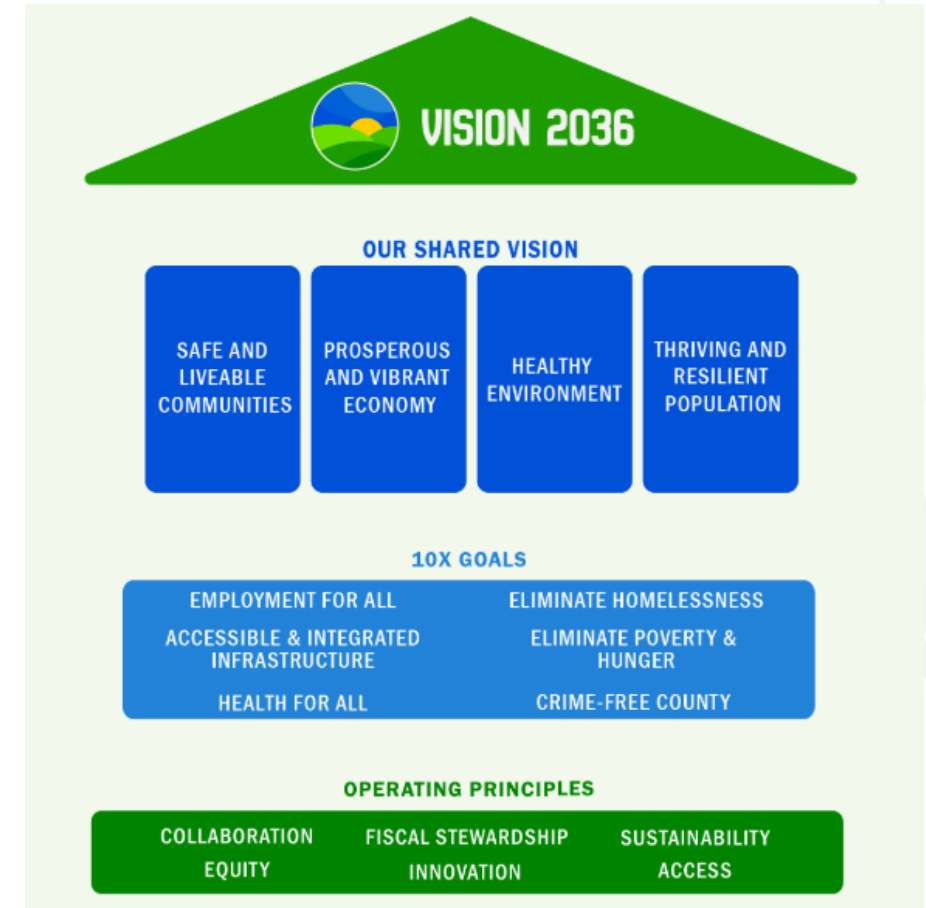 VISION 2036
OUR SHARED VISION
SAFE AND
LIVEABLE
COMMUNITIES
PROSPEROUS
AND VIBRANT
ECONOMY
HEALTHY
ENVIRONMENT
THRIVING AND
RESILIENT
POPULATION
10X GOALS
EMPLOYMENT FOR ALL
ACCESSIBLE & INTEGRATED
INFRASTRUCTURE
HEALTH FOR ALL
ELIMINATE HOMELESSNESS
ELIMINATE POVERTY &
HUNGER
CRIME-FREE COUNTY
OPERATING PRINCIPLES
COLLABORATION
EQUITY
FISCAL STEWARDSHIP
INNOVATION
SUSTAINABILITY
ACCESS